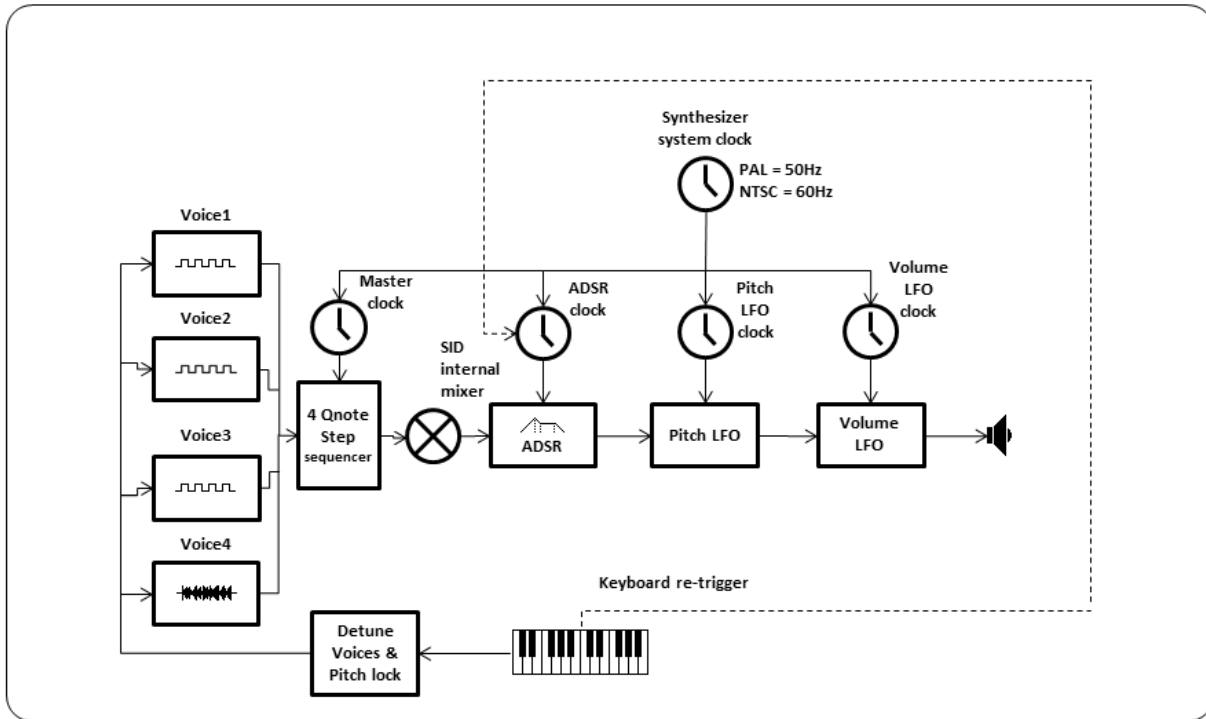 Synthesizer
system clock
PAL = 50Hz
NTSC = 60Hz
Voice1
Master
clock
ADSR
clock
Pitch
LFO
clock
Volume
LFO
clock
Voice2
SID
internal
mixer
4 Qnote
Step
sequencer
ADSR
Pitch LFO
Volume
LFO
Voice3
Voice4
Keyboard re-trigger
Detune
Voices &
Pitch lock